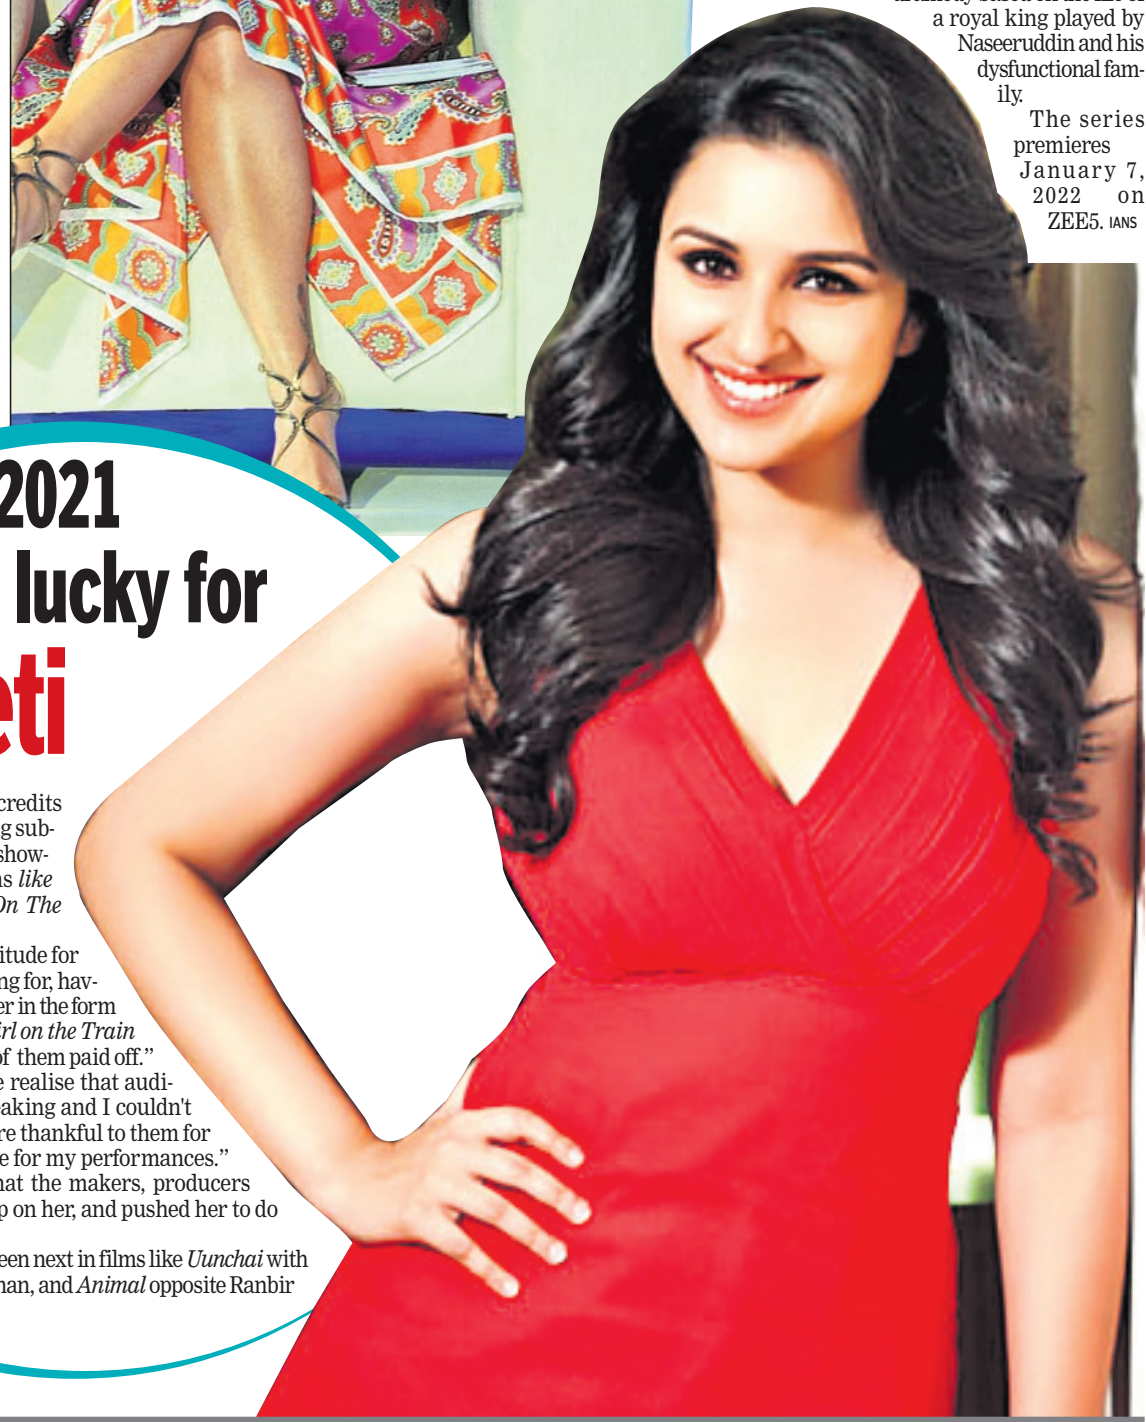 a royal king played by
Naseeruddin and his
dysfunctional fam-
ily.
The series
premieres
January 7,
2022 on
ZEE5. IANS
2021
lucky for
eti
credits
g sub-
show-
ns like
On The
itude for
ng for, hav-
er in the form
irl on the Train
of them paid off.”
e realise that audi-
eaking and I couldn't
re thankful to them for
e for my performances.”
hat the makers, producers
p on her, and pushed her to do
een next in films like Uunchai with
han, and Animal opposite Ranbir